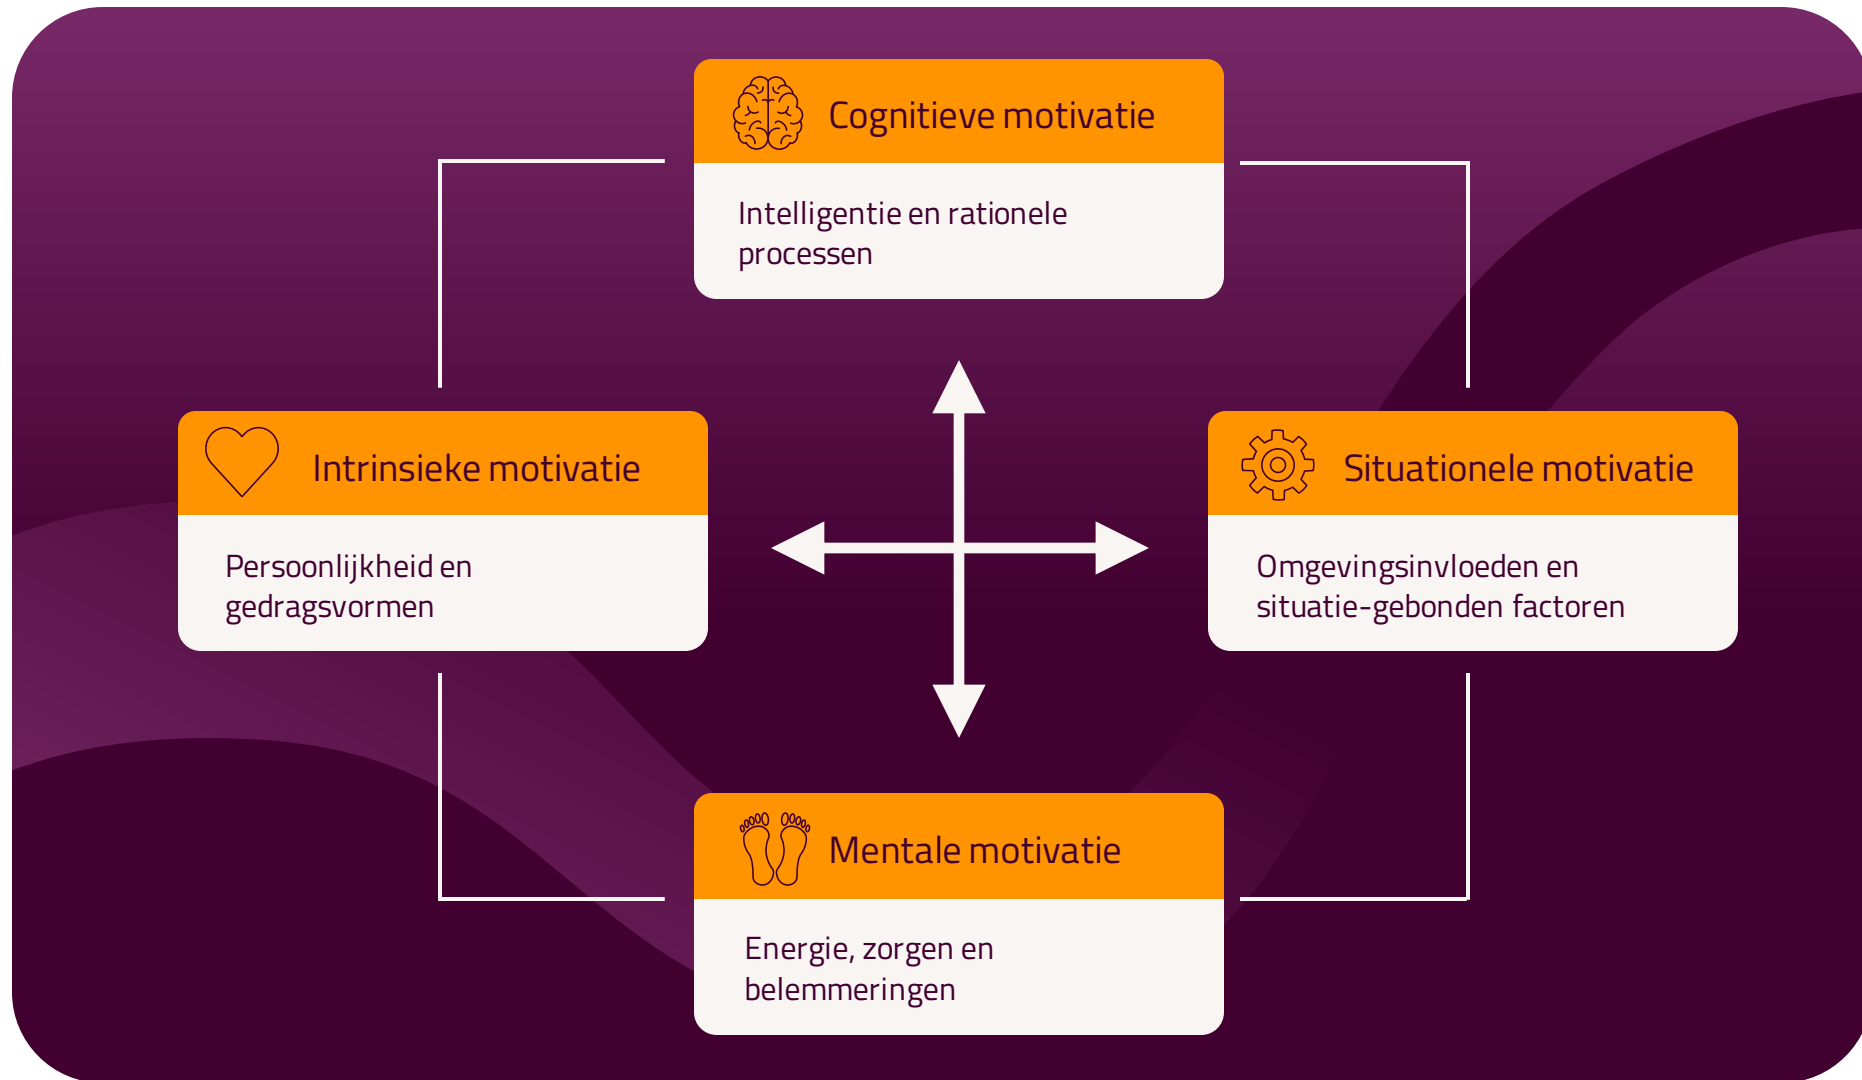 Cognitieve motivatie
Intelligentie en rationele
processen
Intrinsieke motivatie
Persoonlijkheid en
gedragsvormen
Situationele motivatie
Omgevingsinvloeden en
situatie-gebonden factoren
Mentale motivatie
Energie, zorgen en
belemmeringen